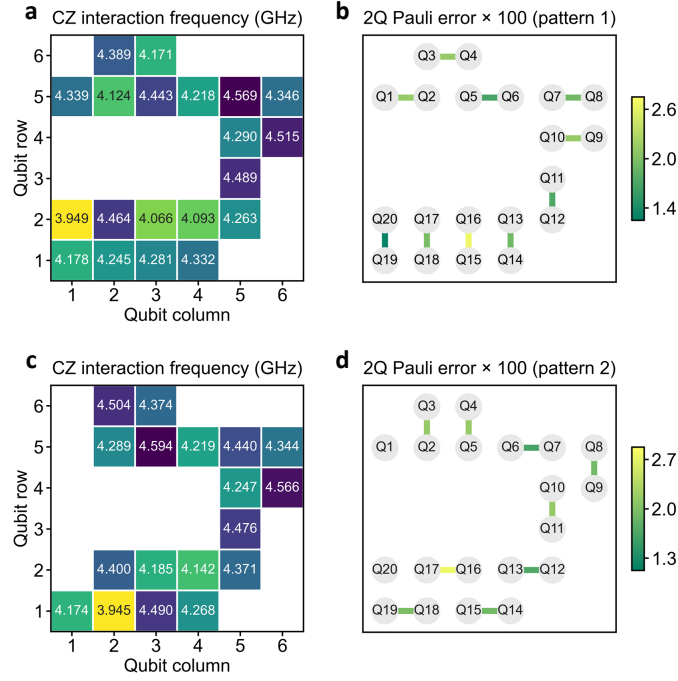 a CZ interaction frequency (GHz)
6 4.389 4.171
5 4.339 4.124 4.443 4.218 4.569 4.346
4 4.290 4.515
3 4.489
2 3.949 4.464 4.066 4.093 4.263
1 4.178 4.245 4.281 4.332
1 2 3 4 5 6
Qubit column
Qubit row
b 2Q Pauli error × 100 (pattern 1)
Q3 Q4
Q1 Q2 Q5 Q6 Q7 Q8
Q10 Q9
Q11
Q20 Q17 Q16 Q13 Q12
Q19 Q18 Q15 Q14
2.6
2.0
1.4
c CZ interaction frequency (GHz)
6 4.504 4.374
5 4.289 4.594 4.219 4.440 4.344
4 4.247 4.566
3 4.476
2 4.400 4.185 4.142 4.371
1 4.174 3.945 4.490 4.268
1 2 3 4 5 6
Qubit column
Qubit row
d 2Q Pauli error × 100 (pattern 2)
Q3 Q4
Q1 Q2 Q5 Q6 Q7 Q8
Q10 Q9
Q11
Q20 Q17 Q16 Q13 Q12
Q19 Q18 Q15 Q14
2.7
2.0
1.3